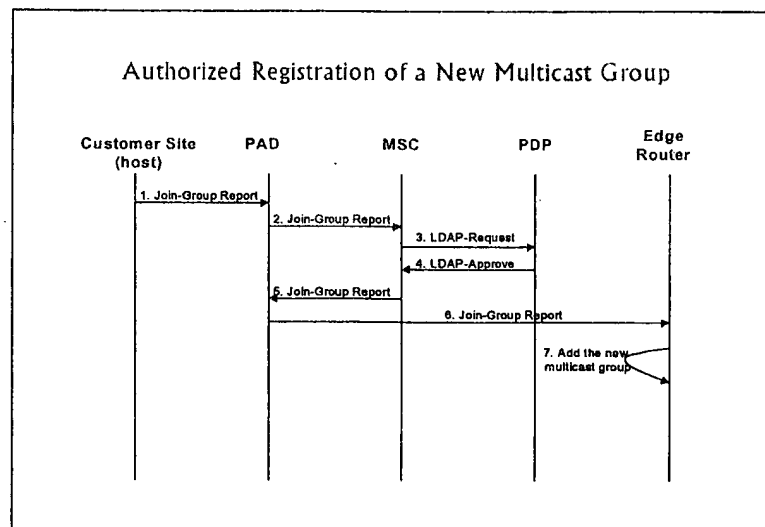 Authorized Registration of a New Multicast Group
Customer Site
(host)
PAD
MSC
PDP
Edge
Router
1. Join-Group Report
2. Join-Group Report
3. LDAP-Request
4. LDAP-Approve
5. Join-Group Report
6. Join-Group Report
7. Add the new
multicast group